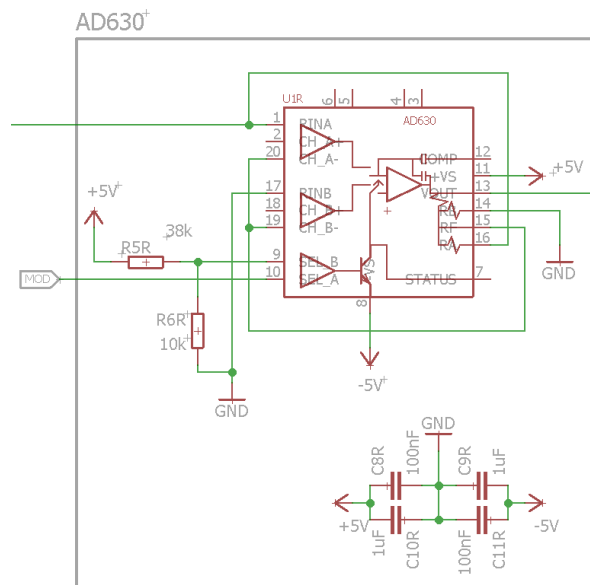 AD630
U1R
6
5
4
3
AD630
1
RINA
2
CH_A+
20
CH_A-
17
RINB
18
CH_B+
19
CH_B-
9
SEL_B
10
SEL_A
COMP
12
+VS
11
VOUT
13
RB
14
RF
15
RA
16
STATUS
7
-VS
8
+5V
+5V
38k
R5R
MOD
R6R
10k
GND
GND
-5V
GND
C8R
100nF
C9R
1uF
+5V
-5V
1uF
C10R
100nF
C11R